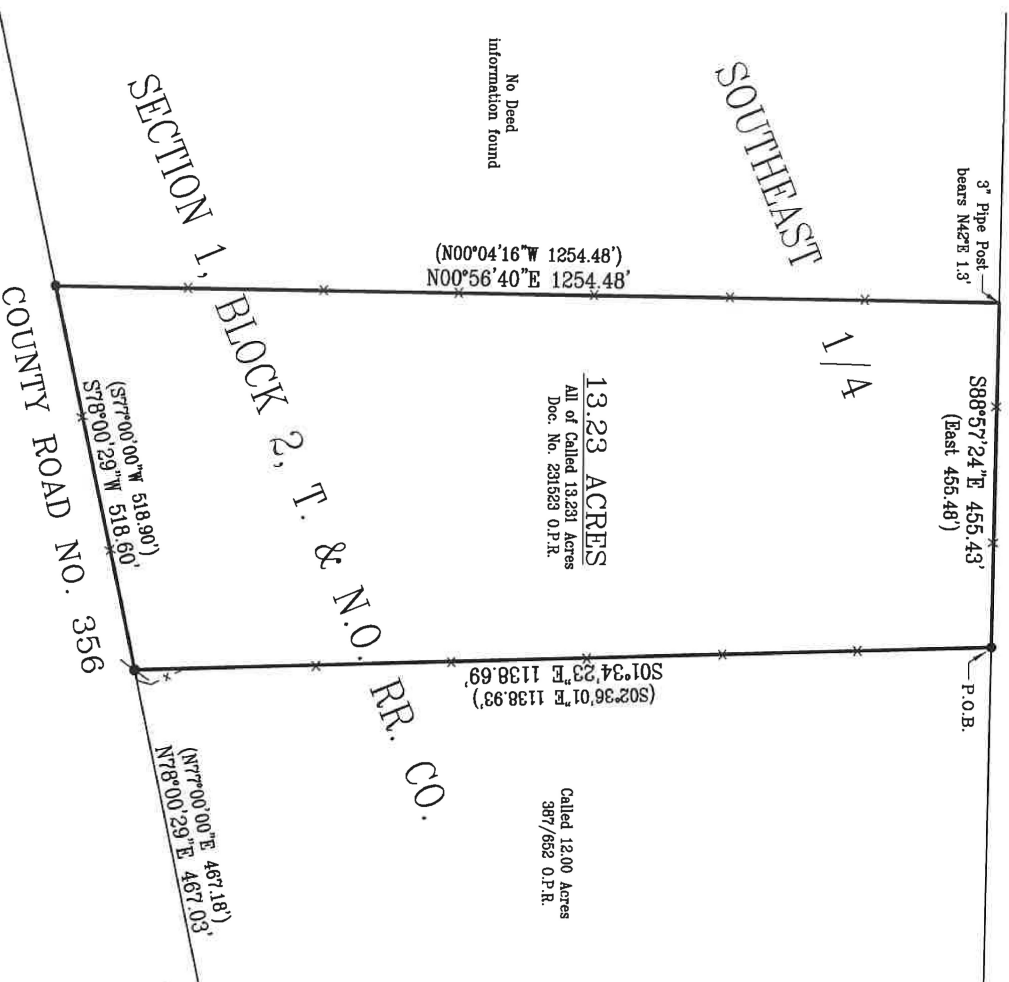 SOUTHEAST
1/4
3" Pipe Post
bears N42°E 1.3'
S88°57'24"E 455.43'
(East 455.48')
P.O.B.
No Deed
information found
(N00°04'16"W 1254.48')
N00°56'40"E 1254.48'
13.23 ACRES
All of Called 13.231 Acres
Doc. No. 231523 O.P.R.
S01°34'23"E 1138.69'
(S02°36'01"E 1138.93')
Called 12.00 Acres
387/652 O.P.R.
SECTION 1, BLOCK 2, T. & N.O. RR. CO.
(S77°00'00"W 518.90')
S78°00'29"W 518.60'
COUNTY ROAD NO. 356
(N77°00'00"E 467.18')
N78°00'29"E 467.03'